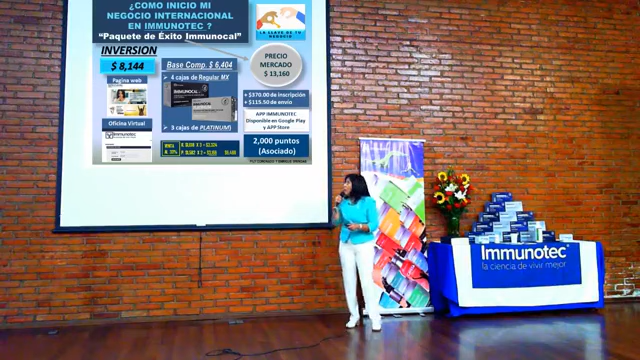 ¿COMO INICIO MI
NEGOCIO INTERNACIONAL
EN IMMUNOTEC ?
“Paquete de Éxito Immunocal”
LA LLAVE DE TU
NEGOCIO
INVERSION
$ 8,144
Pagina web
Oficina Virtual
immunotec
Base Comp. $ 6,404
➤ 4 cajas de Regular MX
IMMUNOCAL
IMMUNOCAL
➤ 3 cajas de PLATINUM)
PRECIO
MERCADO
$ 13,160
+ $370.00 de inscripción
+ $115.50 de envío
APP IMMUNOTEC
Disponible en Google Play
y APP Store
2,000 puntos
(Asociado)
Immunotec
la ciencia de vivir mejor